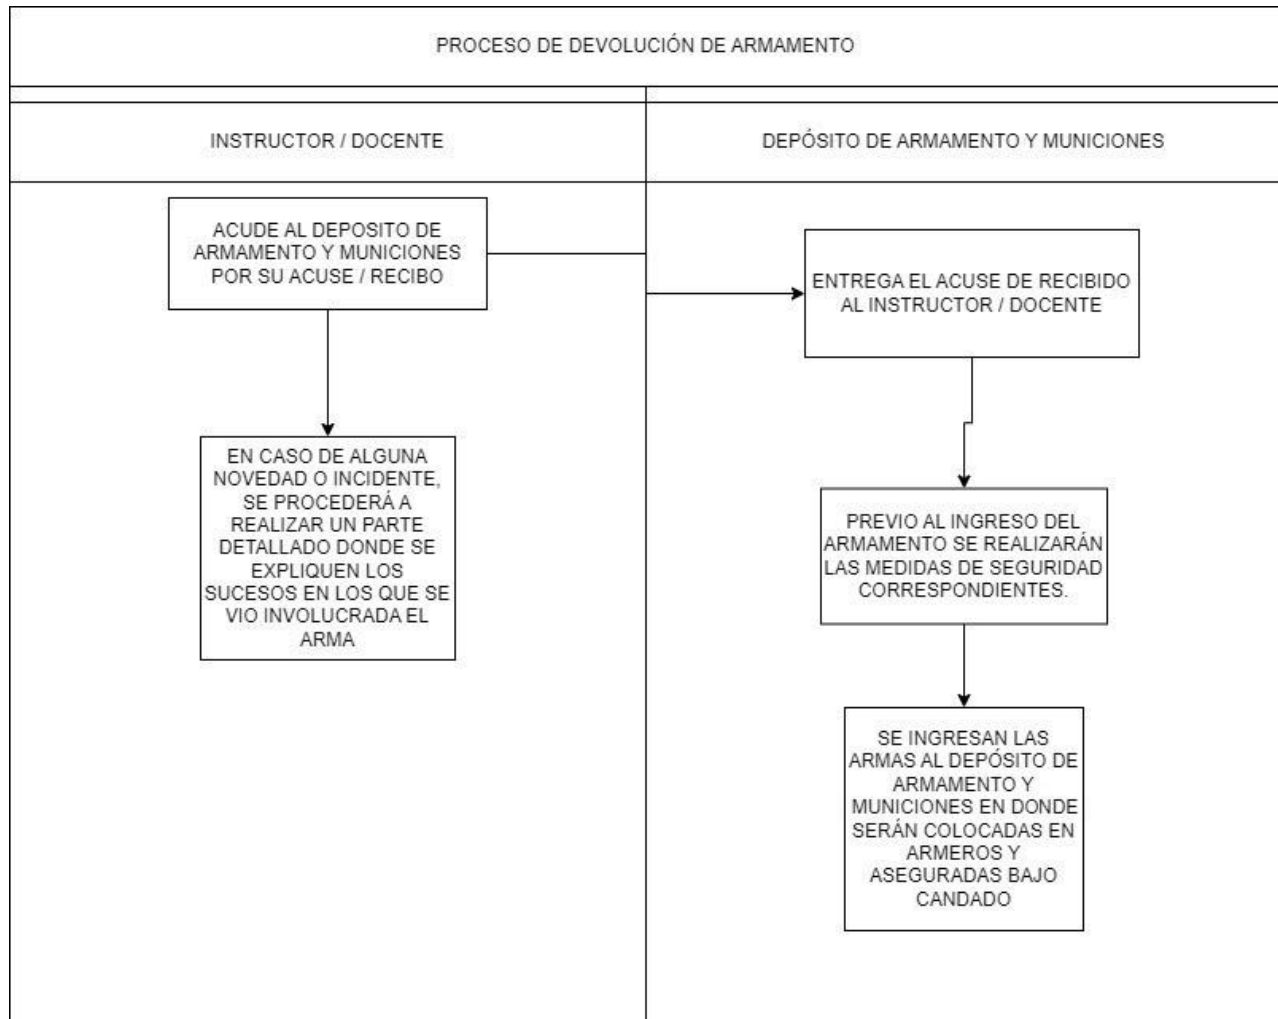 PROCESO DE DEVOLUCIÓN DE ARMAMENTO
INSTRUCTOR / DOCENTE
DEPÓSITO DE ARMAMENTO Y MUNICIONES
ACUDE AL DEPOSITO DE
ARMAMENTO Y MUNICIONES
POR SU ACUSE / RECIBO
EN CASO DE ALGUNA
NOVEDAD O INCIDENTE,
SE PROCEDERÁ A
REALIZAR UN PARTE
DETALLADO DONDE SE
EXPLIQUEN LOS
SUCESOS EN LOS QUE SE
VIO INVOLUCRADA EL
ARMA
ENTREGA EL ACUSE DE RECIBIDO
AL INSTRUCTOR / DOCENTE
PREVIO AL INGRESO DEL
ARMAMENTO SE REALIZARÁN
LAS MEDIDAS DE SEGURIDAD
CORRESPONDIENTES.
SE INGRESAN LAS
ARMAS AL DEPÓSITO DE
ARMAMENTO Y
MUNICIONES EN DONDE
SERÁN COLOCADAS EN
ARMEROS Y
ASEGURADAS BAJO
CANDADO